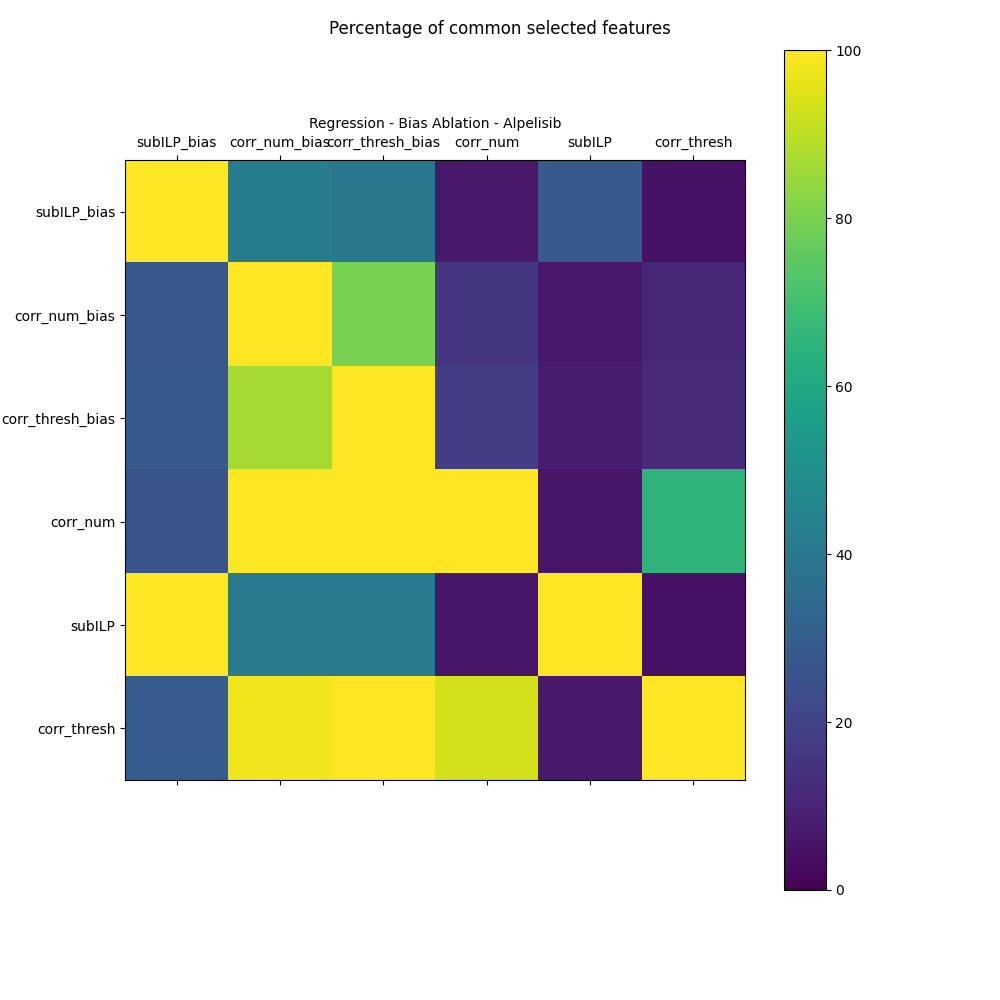 Percentage of common selected features
Regression - Bias Ablation - Alpelisib
subILP_bias corr_num_bias corr_thresh_bias corr_num subILP corr_thresh
subILP_bias
corr_num_bias
corr_thresh_bias
corr_num
subILP
corr_thresh
100
80
60
40
20
0